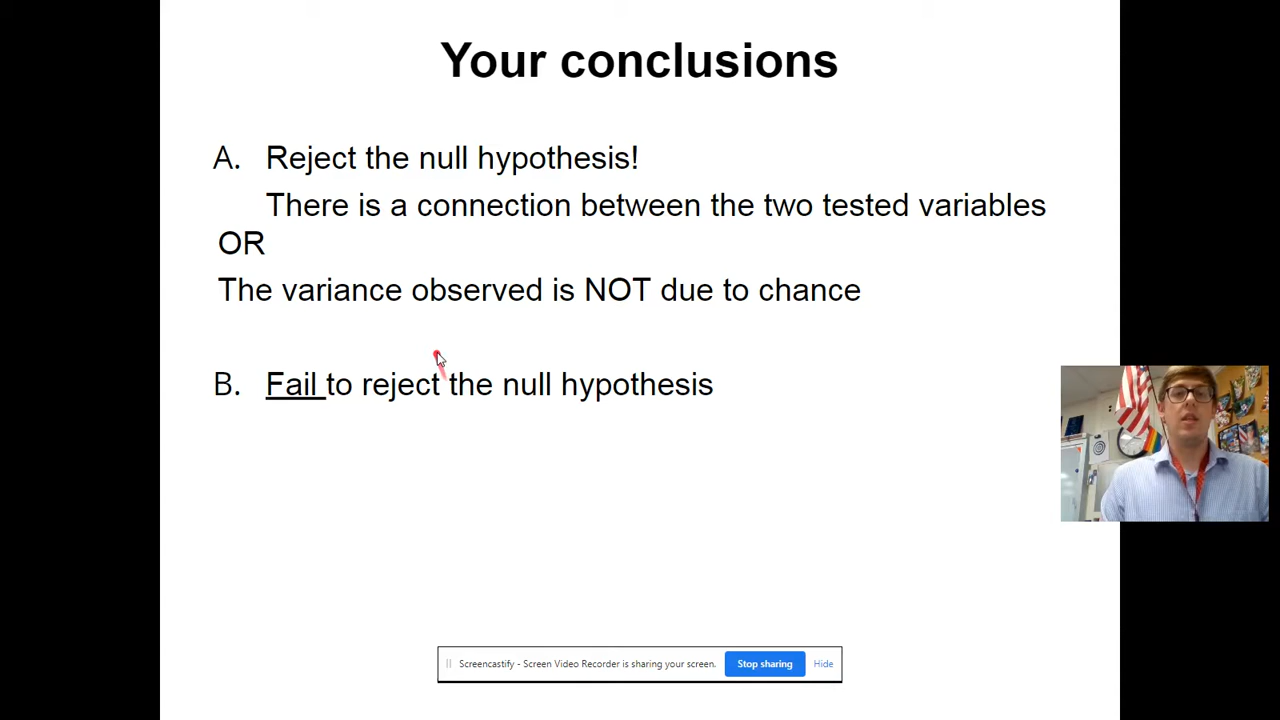 Your conclusions
A. Reject the null hypothesis!
There is a connection between the two tested variables
OR
The variance observed is NOT due to chance
B. Fail to reject the null hypothesis
Screencastify - Screen Video Recorder is sharing your screen. Stop sharing Hide